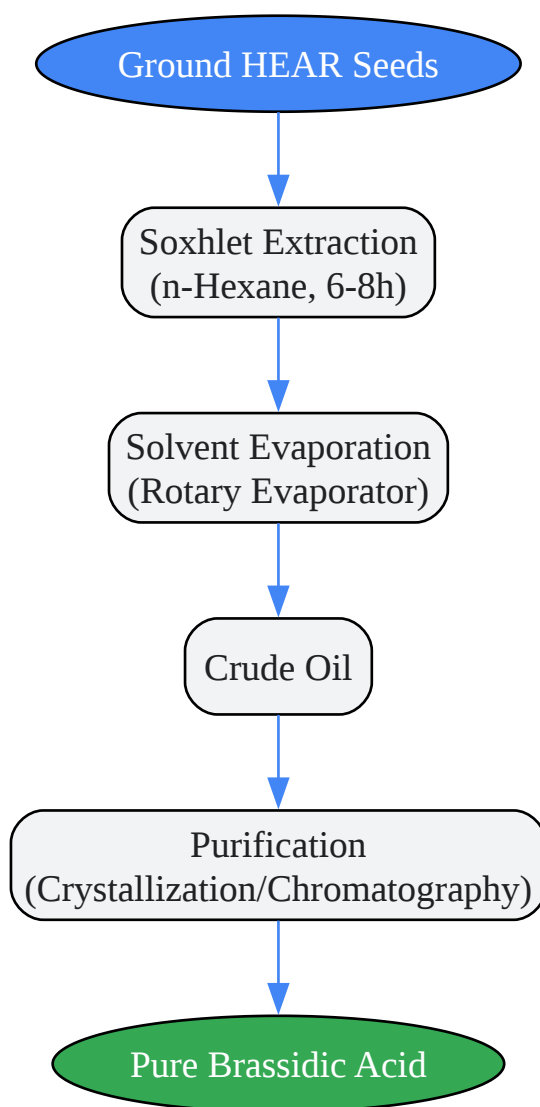 Ground HEAR Seeds
Soxhlet Extraction
(n-Hexane, 6-8h)
Solvent Evaporation
(Rotary Evaporator)
Crude Oil
Purification
(Crystallization/Chromatography)
Pure Brassidic Acid